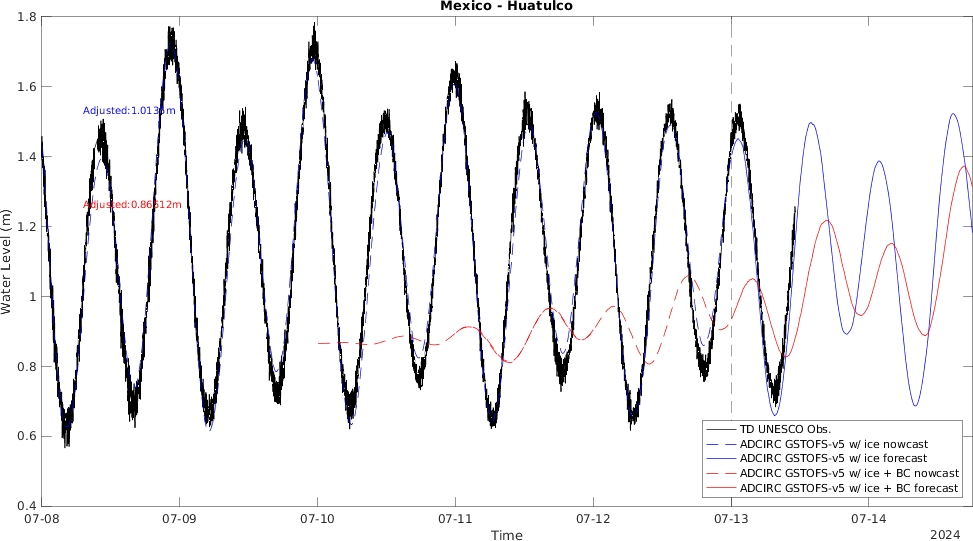 Mexico - Huatulco
1.8
1.6
1.4
1.2
1
0.8
0.6
0.4
Water Level (m)
Adjusted:1.0135m
Adjusted:0.86512m
TD UNESCO Obs.
ADCIRC GSTOFS-v5 w/ ice nowcast
ADCIRC GSTOFS-v5 w/ ice forecast
ADCIRC GSTOFS-v5 w/ ice + BC nowcast
ADCIRC GSTOFS-v5 w/ ice + BC forecast
07-08
07-09
07-10
07-11
07-12
07-13
07-14
Time
2024